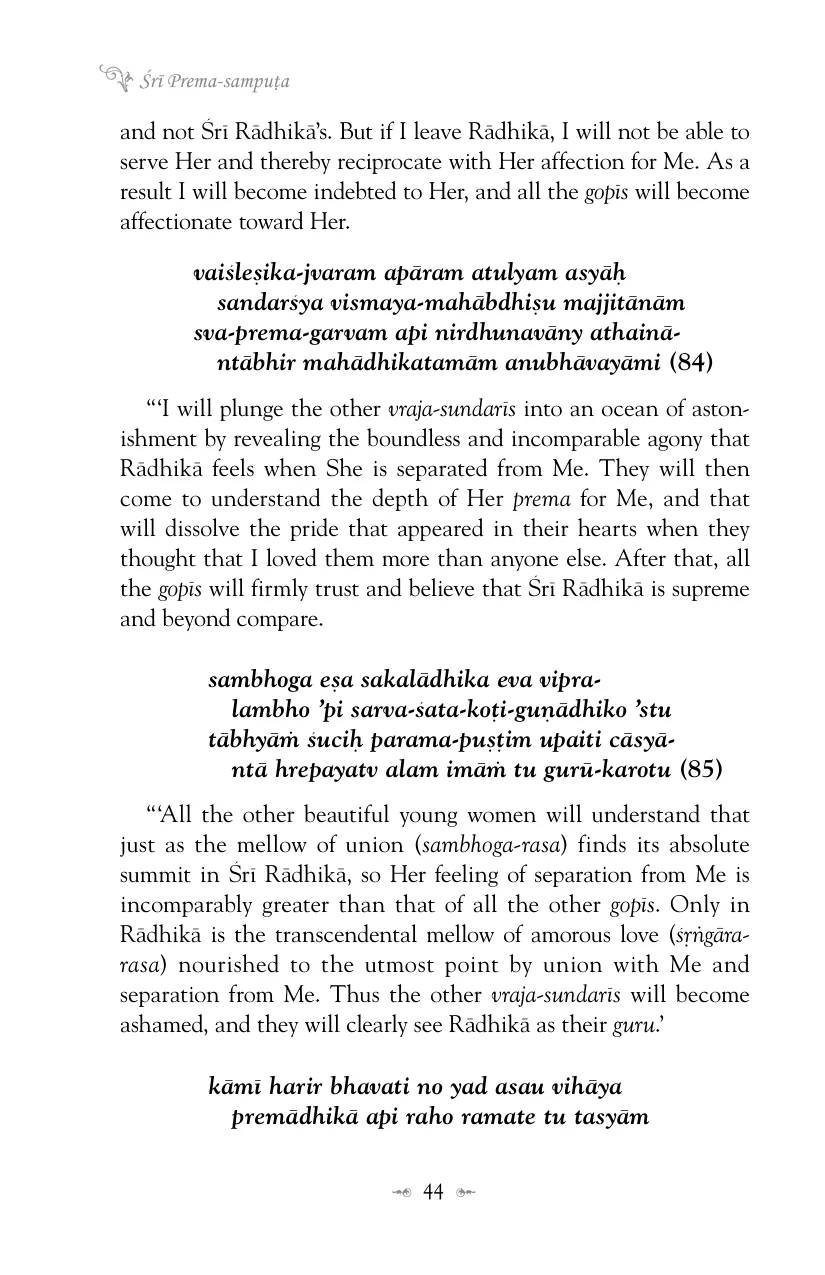 Śrī Prema-sampuṭa
and not Śrī Rādhikā’s. But if I leave Rādhikā, I will not be able to
serve Her and thereby reciprocate with Her affection for Me. As a
result I will become indebted to Her, and all the gopīs will become
affectionate toward Her.
vaiśleṣika-jvaram apāram atulyam asyāḥ
sandarśya vismaya-mahābdhiṣu majjitānām
sva-prema-garvam api nirdhunavāny athainā-
ntābhir mahādhikatamām anubhāvayāmi (84)
“‘I will plunge the other vraja-sundarīs into an ocean of aston-
ishment by revealing the boundless and incomparable agony that
Rādhikā feels when She is separated from Me. They will then
come to understand the depth of Her prema for Me, and that
will dissolve the pride that appeared in their hearts when they
thought that I loved them more than anyone else. After that, all
the gopīs will firmly trust and believe that Śrī Rādhikā is supreme
and beyond compare.
sambhoga eṣa sakalādhika eva vipra-
lambho ’pi sarva-śata-koṭi-guṇādhiko ’stu
tābhyāṁ śuciḥ parama-puṣṭim upaiti cāsyā-
ntā hrepayatv alam imāṁ tu gurū-karotu (85)
“‘All the other beautiful young women will understand that
just as the mellow of union (sambhoga-rasa) finds its absolute
summit in Śrī Rādhikā, so Her feeling of separation from Me is
incomparably greater than that of all the other gopīs. Only in
Rādhikā is the transcendental mellow of amorous love (śṛṅgāra-
rasa) nourished to the utmost point by union with Me and
separation from Me. Thus the other vraja-sundarīs will become
ashamed, and they will clearly see Rādhikā as their guru.’
kāmī harir bhavati no yad asau vihāya
premādhikā api raho ramate tu tasyām
44